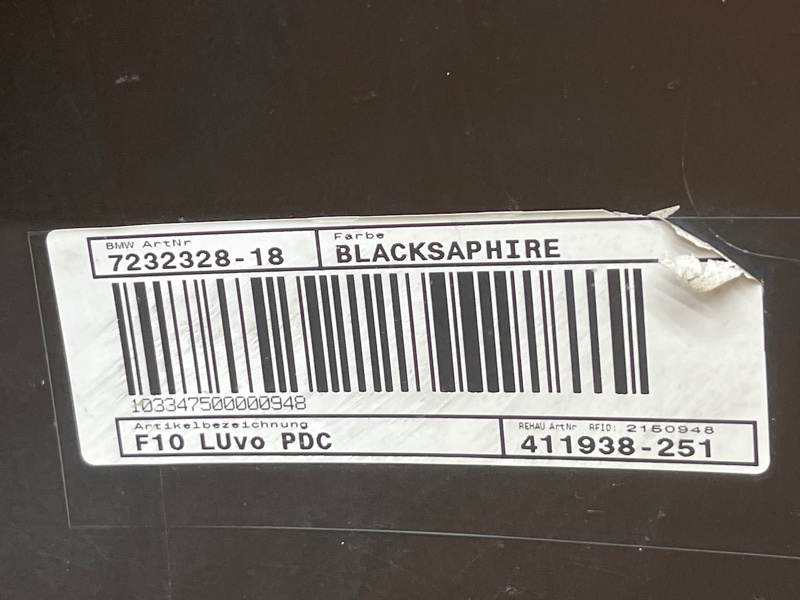 BMW ArtNr Farbe
7232328-18 BLACKSAPHIRE
103347500000948
Artikelbezeichnung REHAU ArtNr RFID: 2150948
F10 LUvo PDC 411938-251